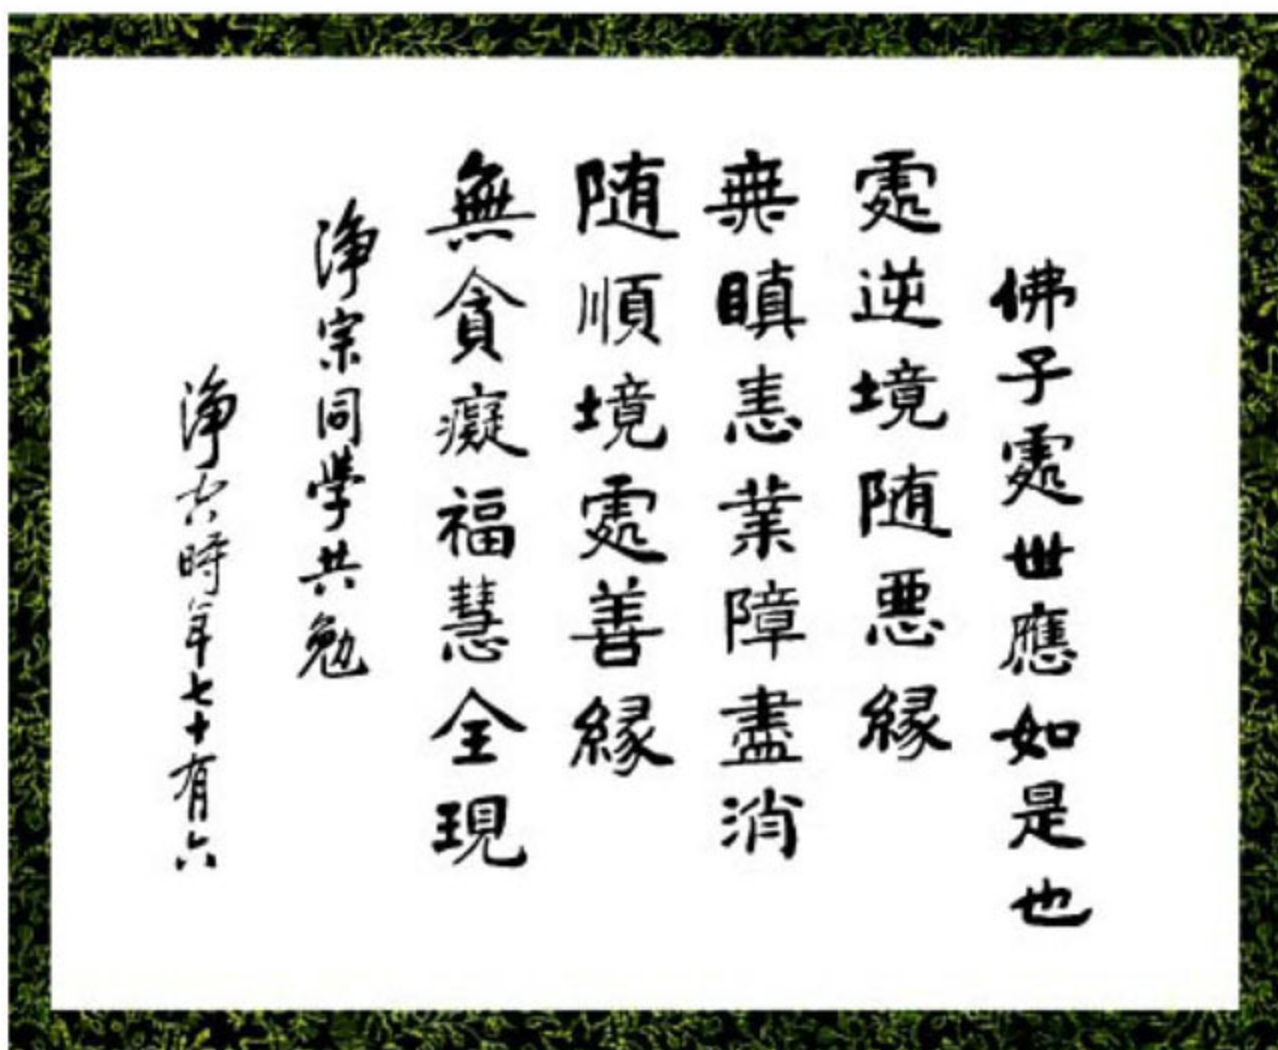 佛子處世應如是也
處逆境随惡緣
無瞋恚業障盡消
随順境處善緣
無貪癡福慧全現
淨宗同學共勉
淨空時年七十有六